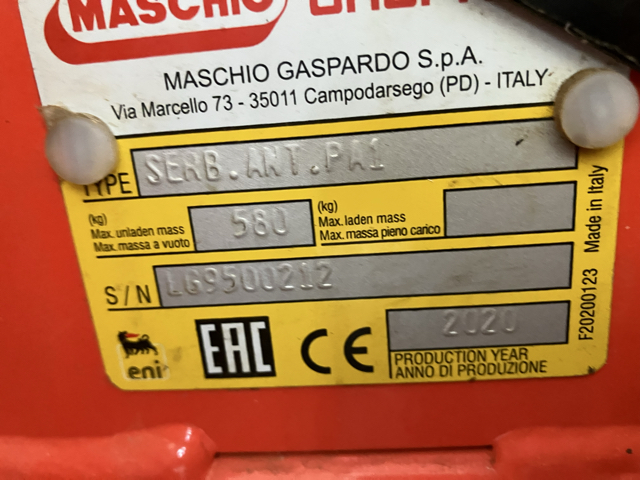 MASCHIO
MASCHIO GASPARDO S.p.A.
Via Marcello 73 - 35011 Campodarsego (PD) - ITALY
TYPE SERB.ANT.PA1
(kg)
Max. unladen mass
Max. massa a vuoto
580
(kg)
Max. laden mass
Max. massa pieno carico
S/N LG9500212
eni
EAC
CE
2020
PRODUCTION YEAR
ANNO DI PRODUZIONE
F20200123 Made in Italy